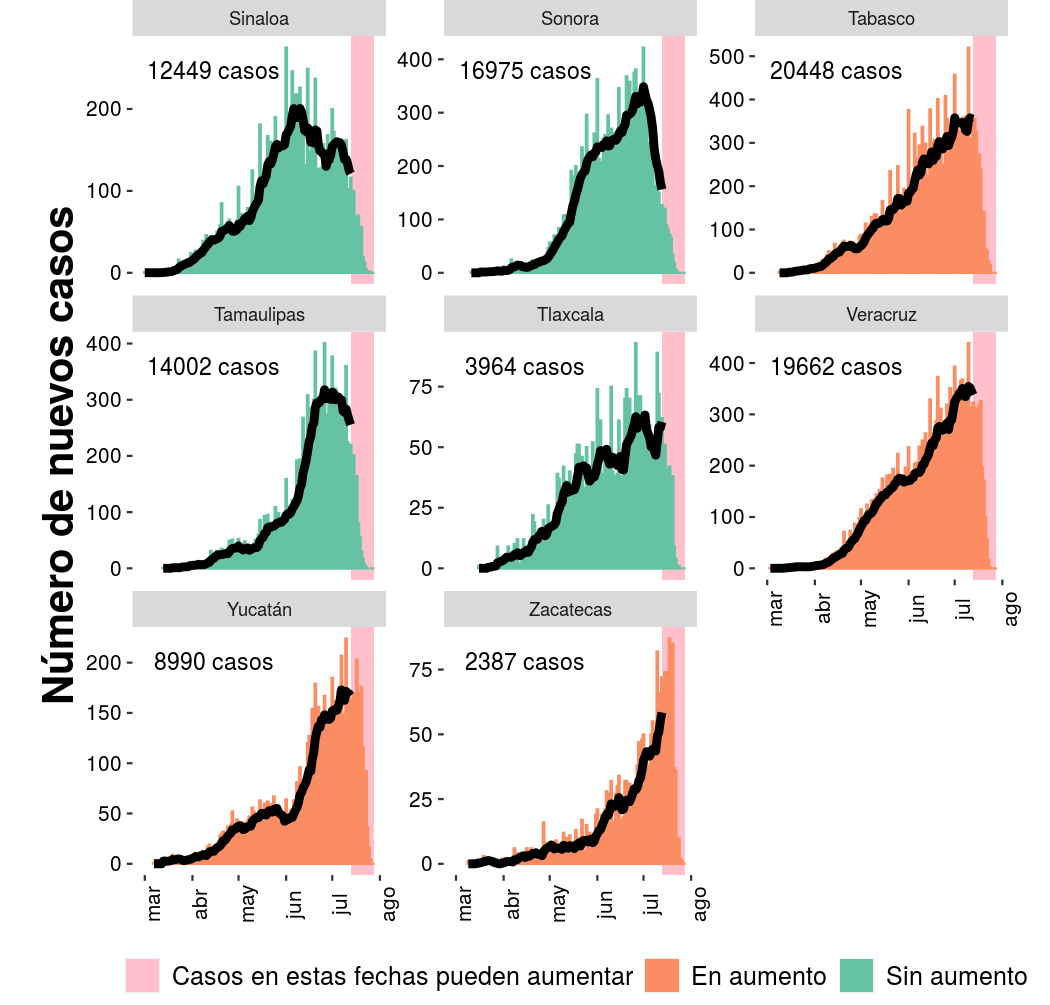 Número de nuevos casos
Sinaloa
12449 casos
200
100
0
Sonora
16975 casos
400
300
200
100
0
Tabasco
20448 casos
500
400
300
200
100
0
Tamaulipas
14002 casos
400
300
200
100
0
Tlaxcala
3964 casos
75
50
25
0
Veracruz
19662 casos
400
300
200
100
0
mar abr may jun jul ago
Yucatán
8990 casos
200
150
100
50
0
mar abr may jun jul ago
Zacatecas
2387 casos
75
50
25
0
mar abr may jun jul ago
Casos en estas fechas pueden aumentar En aumento Sin aumento